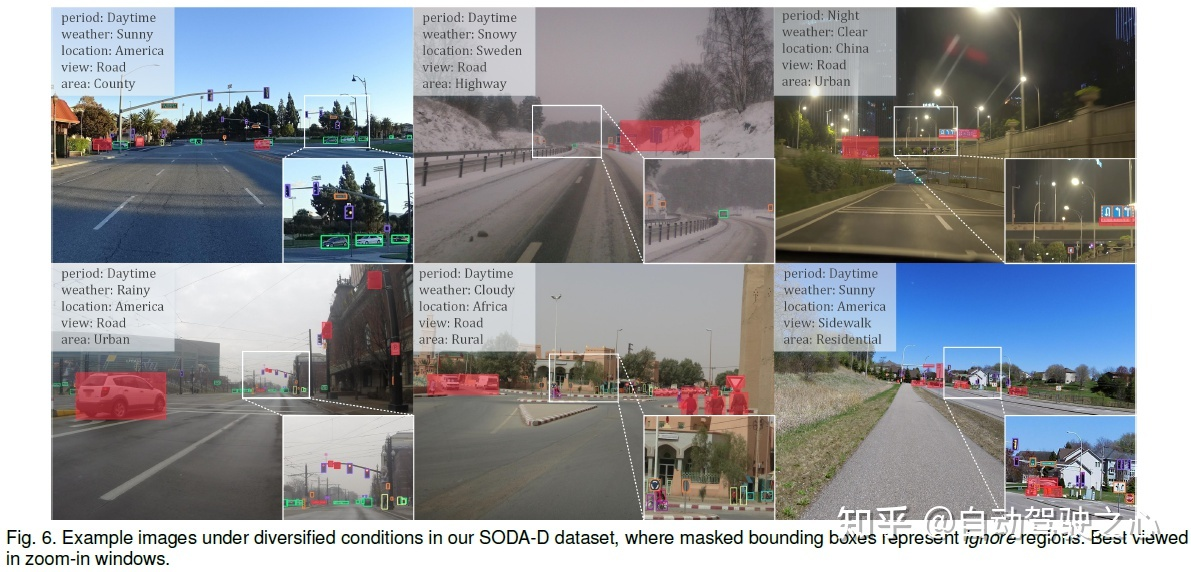 period: Daytime
weather: Sunny
location: America
view: Road
area: County
period: Daytime
weather: Snowy
location: Sweden
view: Road
area: Highway
period: Night
weather: Clear
location: China
view: Road
area: Urban
period: Daytime
weather: Rainy
location: America
view: Road
area: Urban
period: Daytime
weather: Cloudy
location: Africa
view: Road
area: Rural
period: Daytime
weather: Sunny
location: America
view: Sidewalk
area: Residential
知乎 @自动驾驶之心
Fig. 6. Example images under diversified conditions in our SODA-D dataset, where masked bounding boxes represent ignore regions. Best viewed
in zoom-in windows.